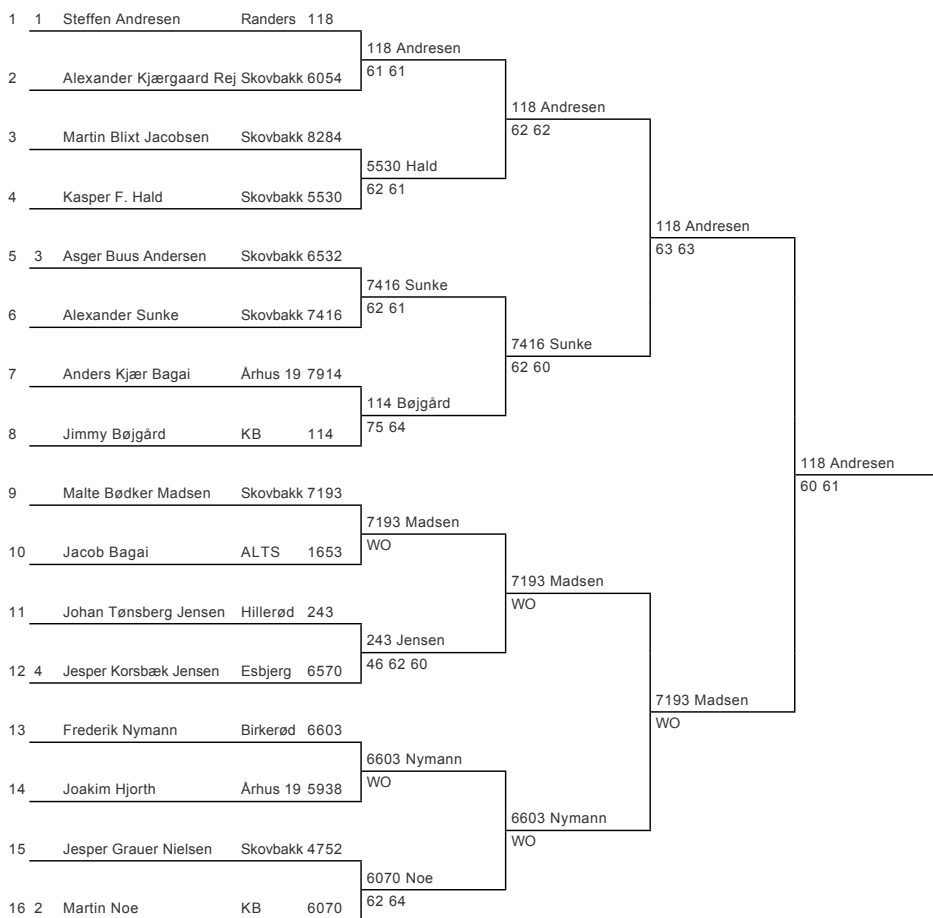 1 1 Steffen Andresen Randers 118
118 Andresen
61 61
2 Alexander Kjærgaard Rej Skovbakk 6054
118 Andresen
62 62
3 Martin Blixt Jacobsen Skovbakk 8284
5530 Hald
62 61
4 Kasper F. Hald Skovbakk 5530
118 Andresen
63 63
5 3 Asger Buus Andersen Skovbakk 6532
7416 Sunke
62 61
6 Alexander Sunke Skovbakk 7416
7416 Sunke
62 60
7 Anders Kjær Bagai Århus 19 7914
114 Bøjgård
75 64
8 Jimmy Bøjgård KB 114
118 Andresen
60 61
9 Malte Bødker Madsen Skovbakk 7193
7193 Madsen
WO
10 Jacob Bagai ALTS 1653
7193 Madsen
WO
11 Johan Tønsberg Jensen Hillerød 243
243 Jensen
46 62 60
12 4 Jesper Korsbæk Jensen Esbjerg 6570
7193 Madsen
WO
13 Frederik Nymann Birkerød 6603
6603 Nymann
WO
14 Joakim Hjorth Århus 19 5938
6603 Nymann
WO
15 Jesper Grauer Nielsen Skovbakk 4752
6070 Noe
62 64
16 2 Martin Noe KB 6070